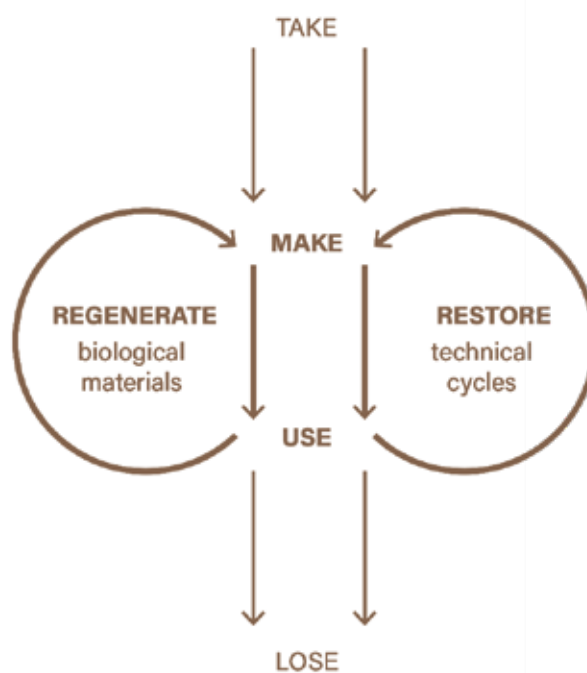 TAKE
MAKE
REGENERATE
biological
materials
RESTORE
technical
cycles
USE
LOSE